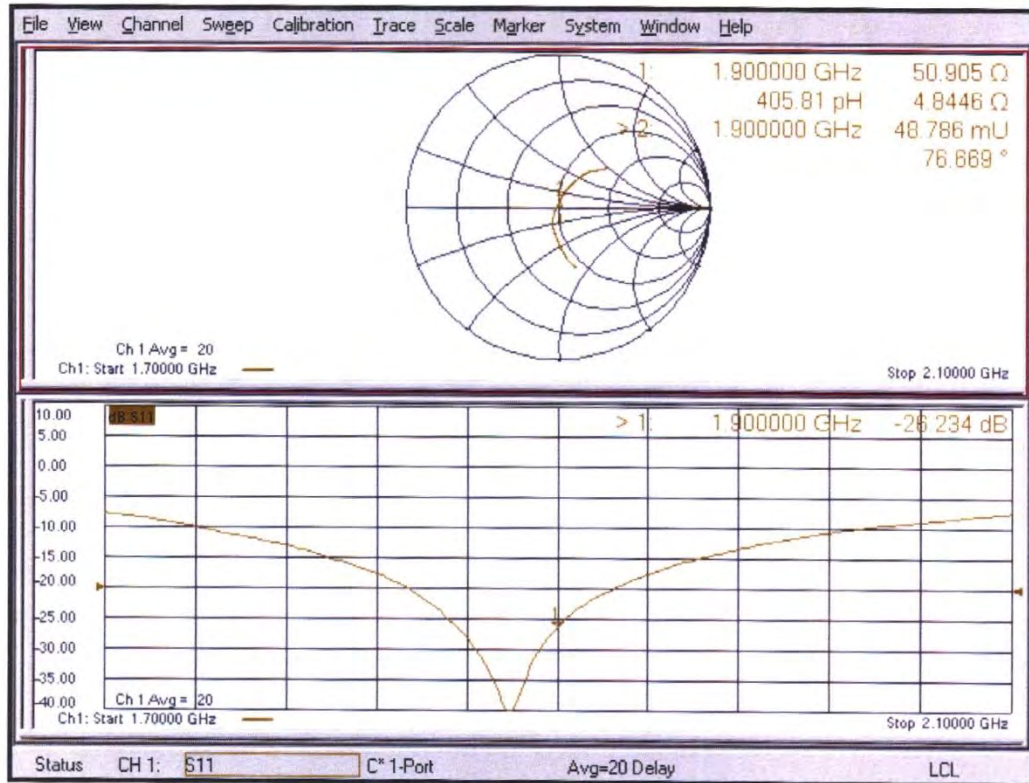 File View Channel Sweep Calibration Trace Scale Marker System Window Help
1: 1.900000 GHz 50.905 Ω
405.81 pH 4.8446 Ω
> 2: 1.900000 GHz 48.786 mU
76.669 °
Ch 1 Avg = 20
Ch1: Start 1.70000 GHz
Stop 2.10000 GHz
dB S11
> 1: 1.900000 GHz -26.234 dB
10.00
5.00
0.00
-5.00
-10.00
-15.00
-20.00
-25.00
-30.00
-35.00
-40.00
1
Ch 1 Avg = 20
Ch1: Start 1.70000 GHz
Stop 2.10000 GHz
Status CH 1: S11 C* 1-Port Avg=20 Delay LCL